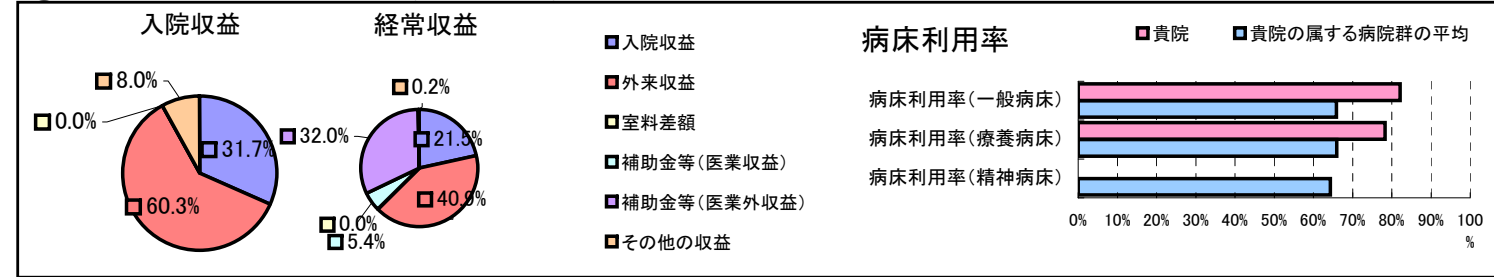 入院収益
経常収益
8.0%
0.0%
31.7%
60.3%
0.2%
32.0%
21.5%
40.9%
0.0%
5.4%
入院収益
外来収益
室料差額
補助金等(医業収益)
補助金等(医業外収益)
その他の収益
病床利用率
貴院
貴院の属する病院群の平均
病床利用率(一般病床)
病床利用率(療養病床)
病床利用率(精神病床)
0% 10% 20% 30% 40% 50% 60% 70% 80% 90% 100
%